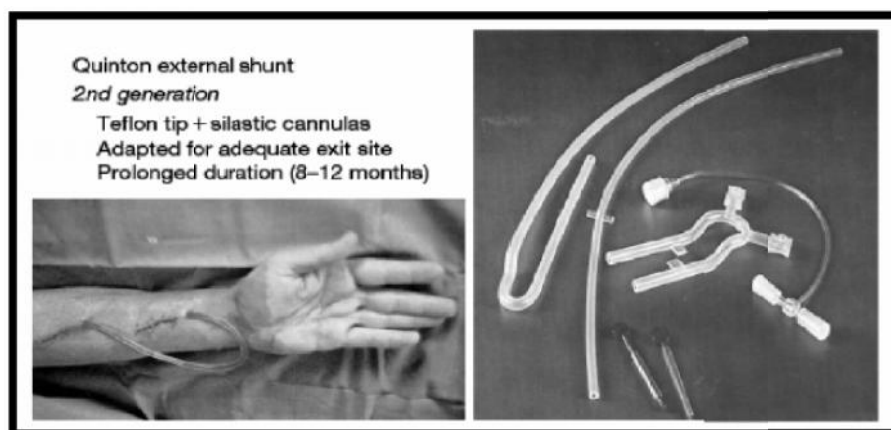 Quinton external shunt
2nd generation
Teflon tip + silastic cannulas
Adapted for adequate exit site
Prolonged duration (8–12 months)